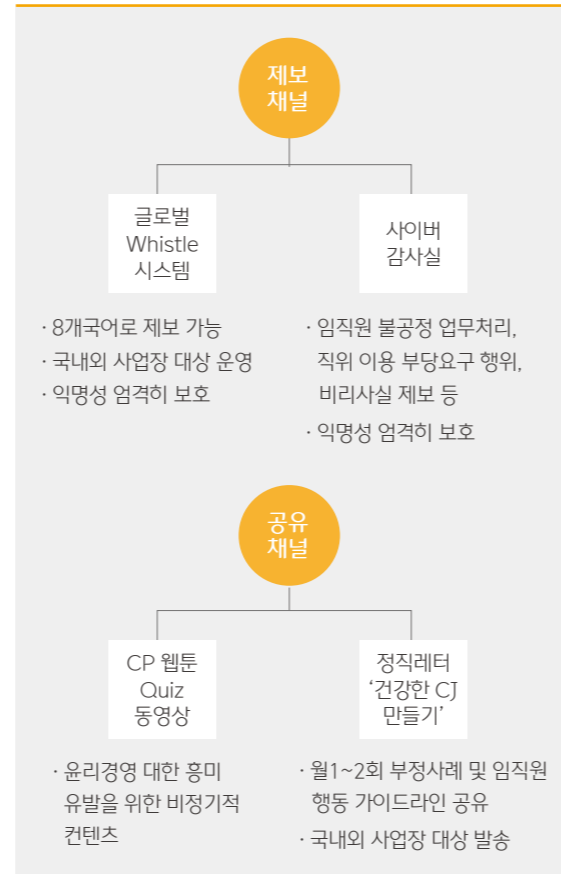 제보
채널
글로벌
Whistle
시스템
· 8개국어로 제보 가능
· 국내외 사업장 대상 운영
· 익명성 엄격히 보호
사이버
감사실
· 임직원 불공정 업무처리,
직위 이용 부당요구 행위,
비리사실 제보 등
· 익명성 엄격히 보호
공유
채널
CP 웹툰
Quiz
동영상
· 윤리경영 대한 흥미
유발을 위한 비정기적
컨텐츠
정직레터
‘건강한 CJ
만들기’
· 월1~2회 부정사례 및 임직원
행동 가이드라인 공유
· 국내외 사업장 대상 발송